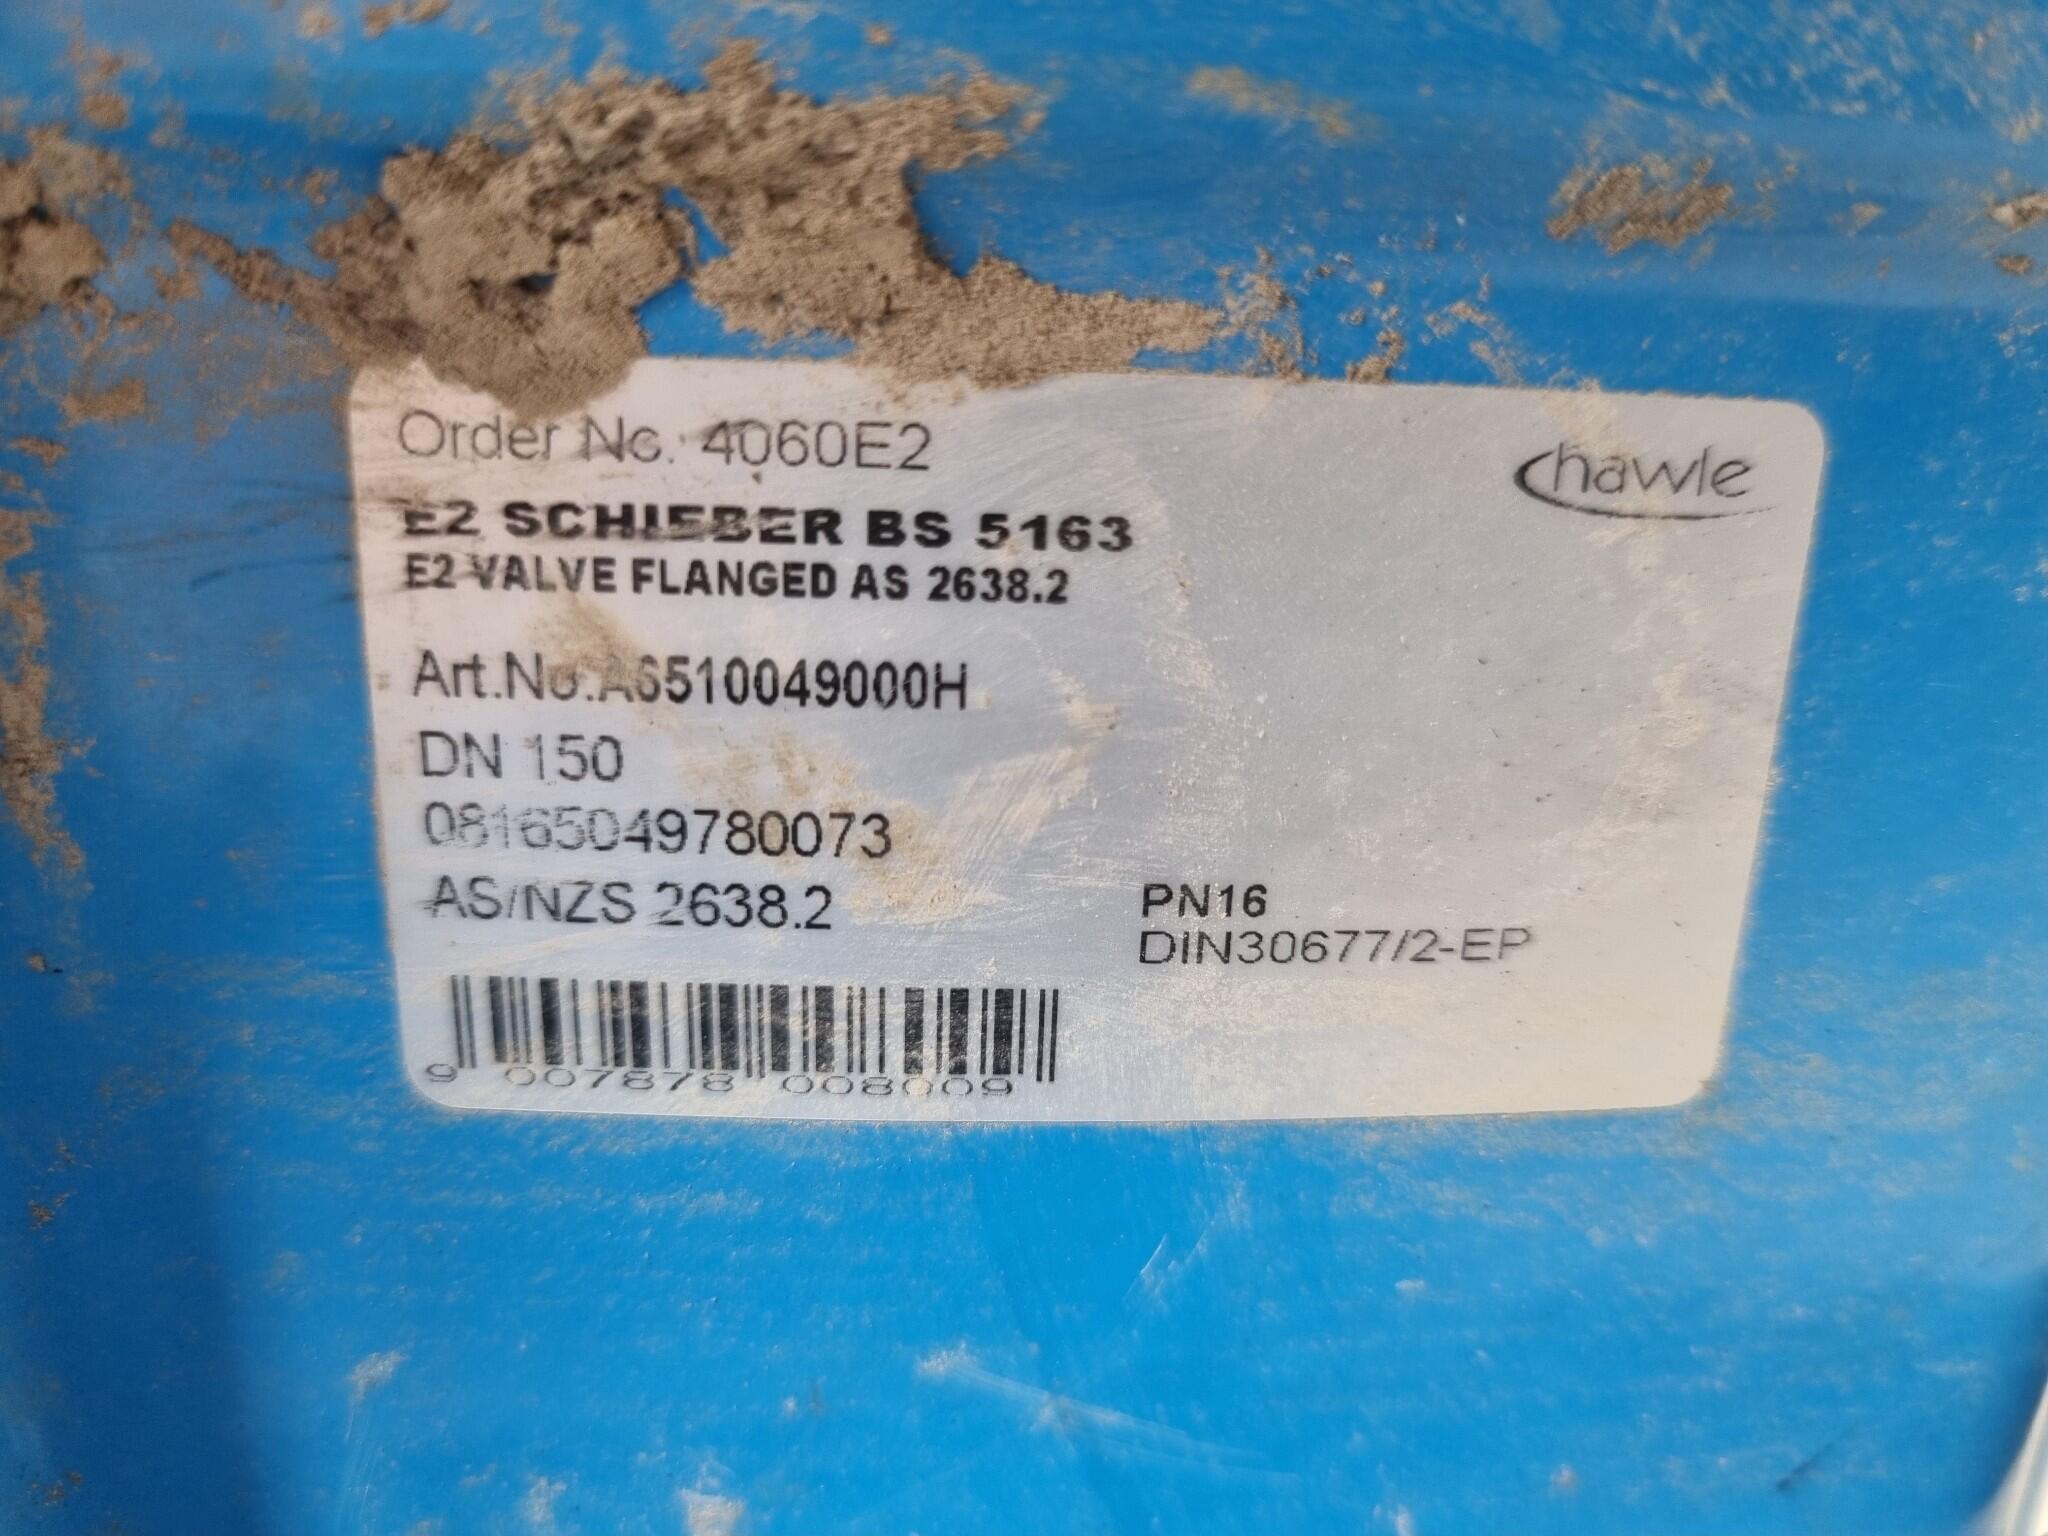 Order No.: 4060E2
hawle
E2 SCHIEBER BS 5163
E2 VALVE FLANGED AS 2638.2
Art.No.:A6510049000H
DN 150
08165049780073
AS/NZS 2638.2
PN16
DIN30677/2-EP
9 007878 008009